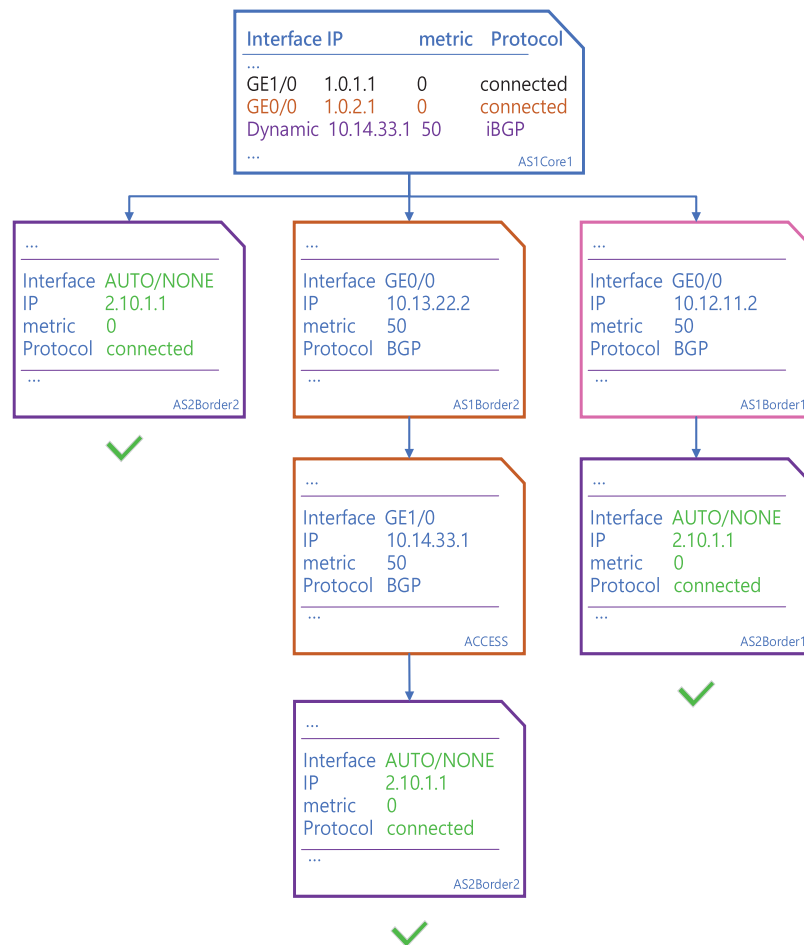 Interface IP metric Protocol
...
GE1/0 1.0.1.1 0 connected
GE0/0 1.0.2.1 0 connected
Dynamic 10.14.33.1 50 iBGP
...
AS1Core1
...
Interface AUTO/NONE
IP 2.10.1.1
metric 0
Protocol connected
...
AS2Border2
...
Interface GE0/0
IP 10.13.22.2
metric 50
Protocol BGP
...
AS1Border2
...
Interface GE0/0
IP 10.12.11.2
metric 50
Protocol BGP
...
AS1Border1
...
Interface GE1/0
IP 10.14.33.1
metric 50
Protocol BGP
...
ACCESS
...
Interface AUTO/NONE
IP 2.10.1.1
metric 0
Protocol connected
...
AS2Border1
...
Interface AUTO/NONE
IP 2.10.1.1
metric 0
Protocol connected
...
AS2Border2